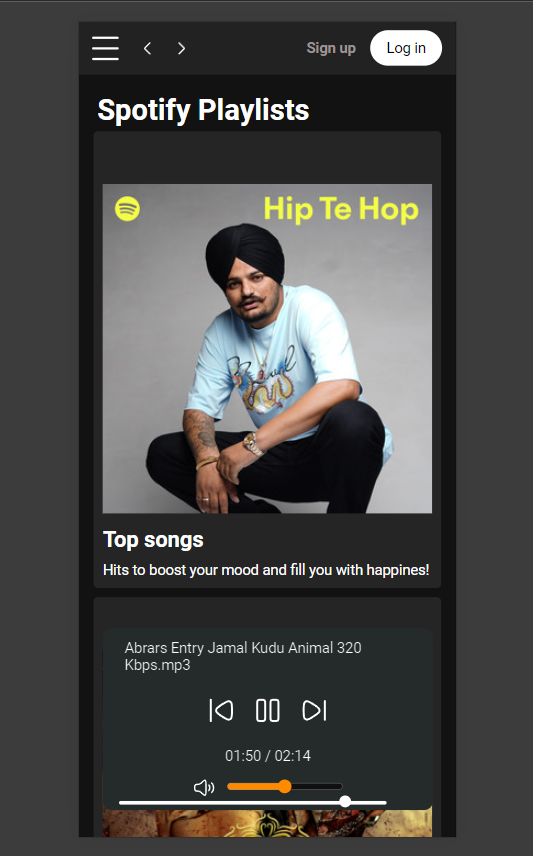 Sign up
Log in
Spotify Playlists
Hip Te Hop
Top songs
Hits to boost your mood and fill you with happines!
Abrars Entry Jamal Kudu Animal 320
Kbps.mp3
01:50 / 02:14